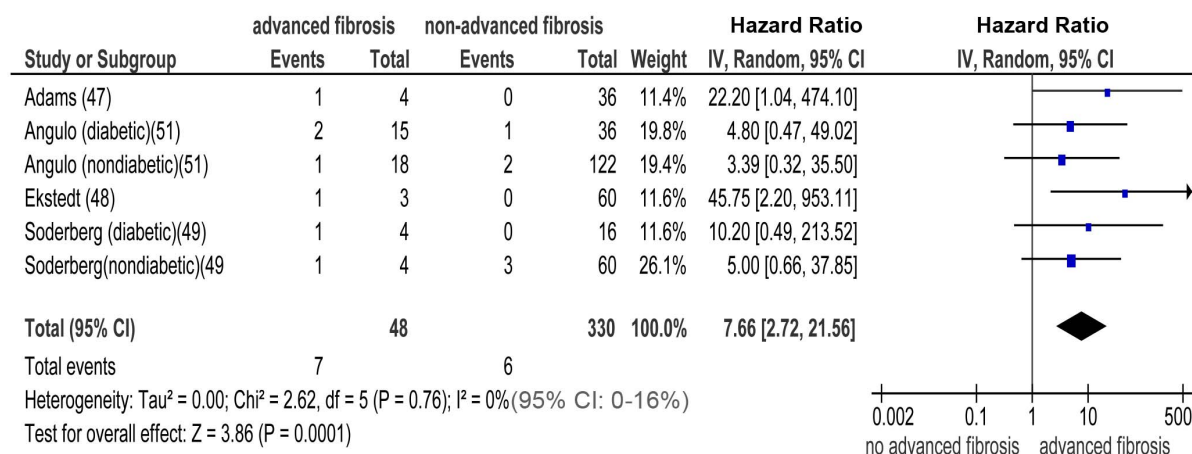 advanced fibrosis non-advanced fibrosis Hazard Ratio Hazard Ratio
Study or Subgroup Events Total Events Total Weight IV, Random, 95% CI IV, Random, 95% CI
Adams (47) 1 4 0 36 11.4% 22.20 [1.04, 474.10]
Angulo (diabetic)(51) 2 15 1 36 19.8% 4.80 [0.47, 49.02]
Angulo (nondiabetic)(51) 1 18 2 122 19.4% 3.39 [0.32, 35.50]
Ekstedt (48) 1 3 0 60 11.6% 45.75 [2.20, 953.11]
Soderberg (diabetic)(49) 1 4 0 16 11.6% 10.20 [0.49, 213.52]
Soderberg(nondiabetic)(49 1 4 3 60 26.1% 5.00 [0.66, 37.85]
Total (95% CI) 48 330 100.0% 7.66 [2.72, 21.56]
Total events 7 6
Heterogeneity: Tau² = 0.00; Chi² = 2.62, df = 5 (P = 0.76); I² = 0%(95% CI: 0-16%)
Test for overall effect: Z = 3.86 (P = 0.0001)
0.002 0.1 1 10 500
no advanced fibrosis advanced fibrosis